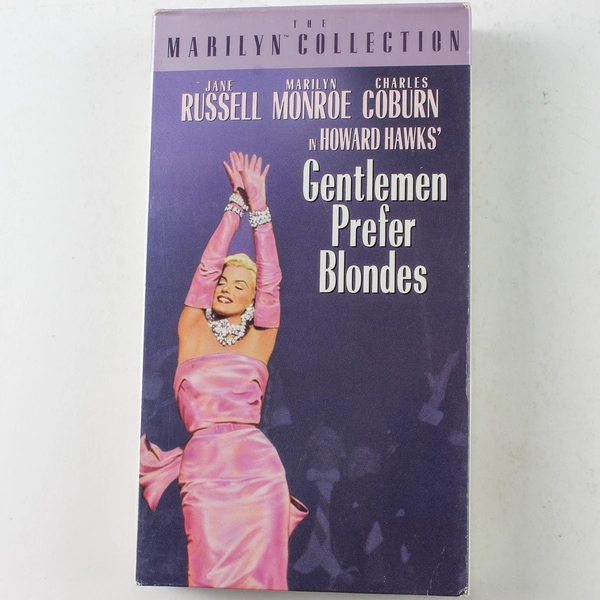 THE
MARILYN™ COLLECTION
JANE MARILYN CHARLES
RUSSELL MONROE COBURN
IN HOWARD HAWKS'
Gentlemen
Prefer
Blondes